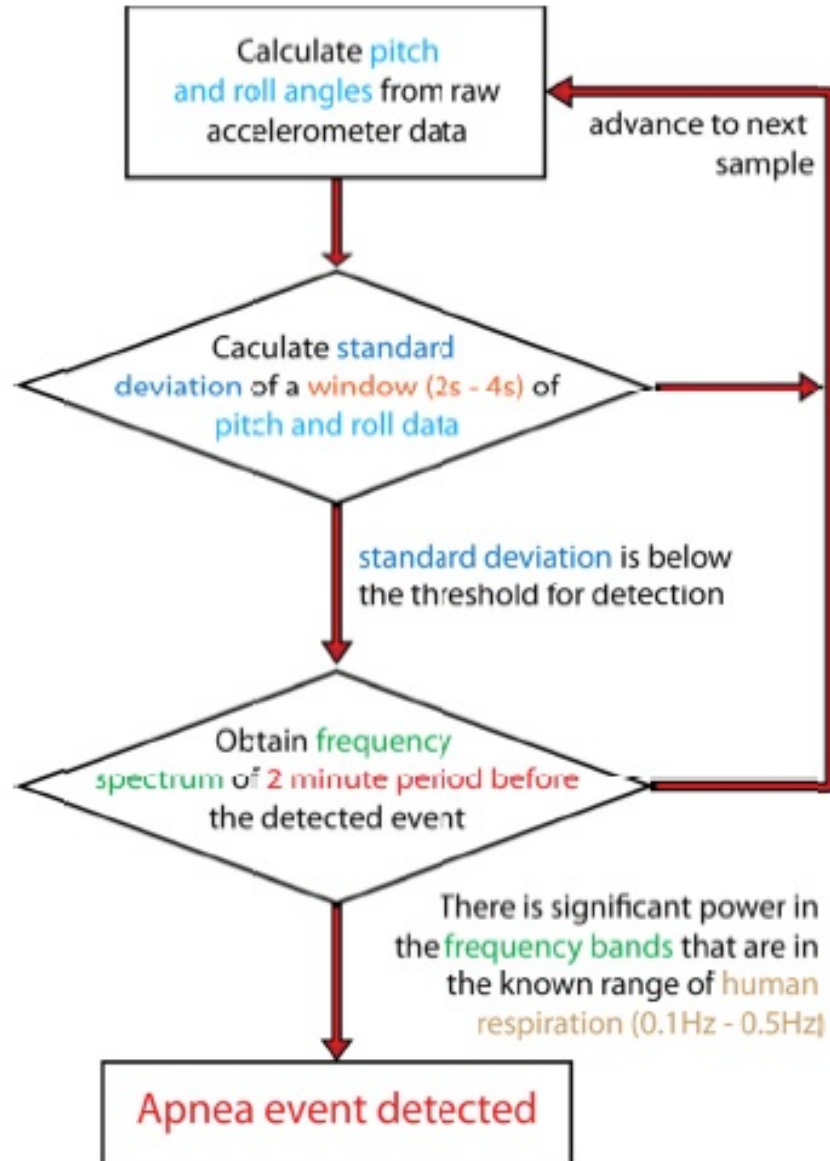 Calculate pitch
and roll angles from raw
accelerometer data
advance to next
sample
Caculate standard
deviation of a window (2s - 4s) of
pitch and roll data
standard deviation is below
the threshold for detection
Obtain frequency
spectrum of 2 minute period before
the detected event
There is significant power in
the frequency bands that are in
the known range of human
respiration (0.1Hz - 0.5Hz)
Apnea event detected